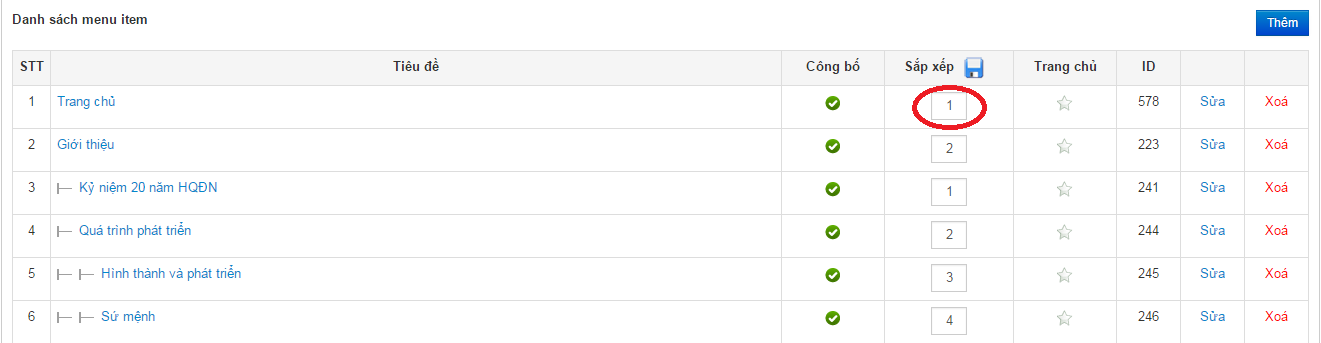 Danh sách menu item
Thêm
STT Tiêu đề Công bố Sắp xếp Trang chủ ID
1 Trang chủ 1 578 Sửa Xoá
2 Giới thiệu 2 223 Sửa Xoá
3 Kỷ niệm 20 năm HQĐN 1 241 Sửa Xoá
4 Quá trình phát triển 2 244 Sửa Xoá
5 Hình thành và phát triển 3 245 Sửa Xoá
6 Sứ mệnh 4 246 Sửa Xoá